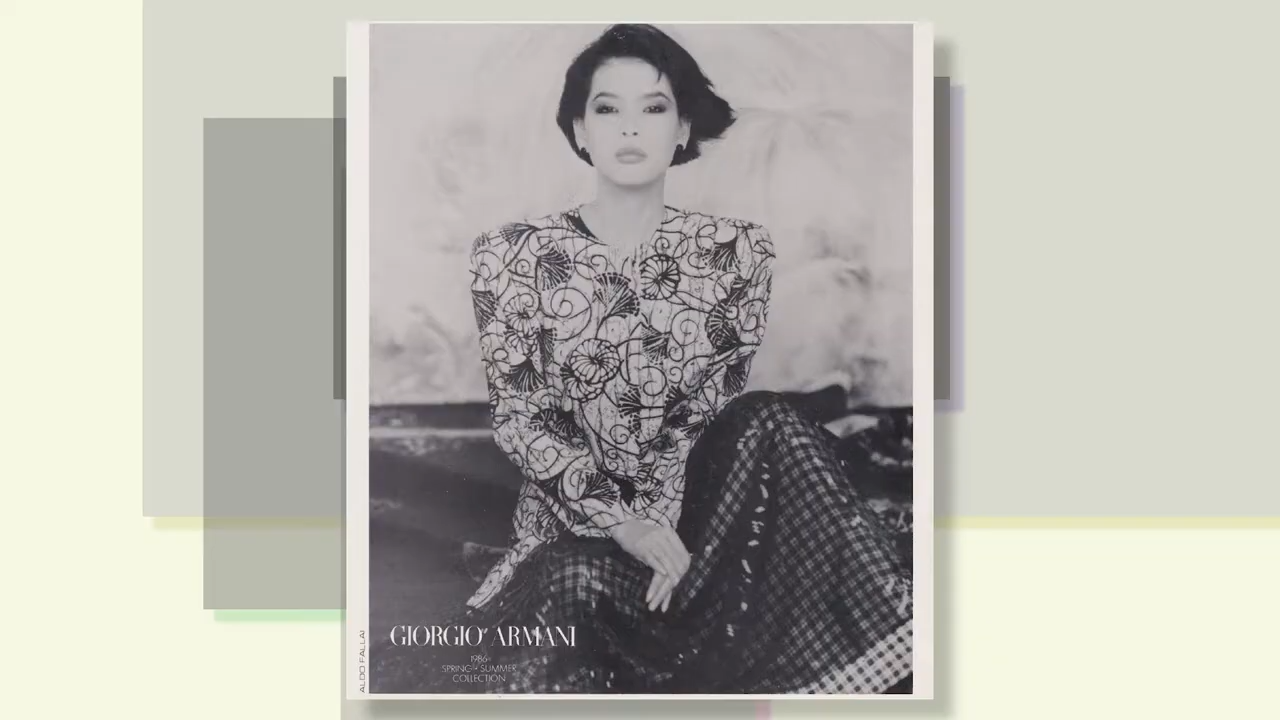 GIORGIO ARMANI
1986
SPRING - SUMMER
COLLECTION
ALDO FALLAI